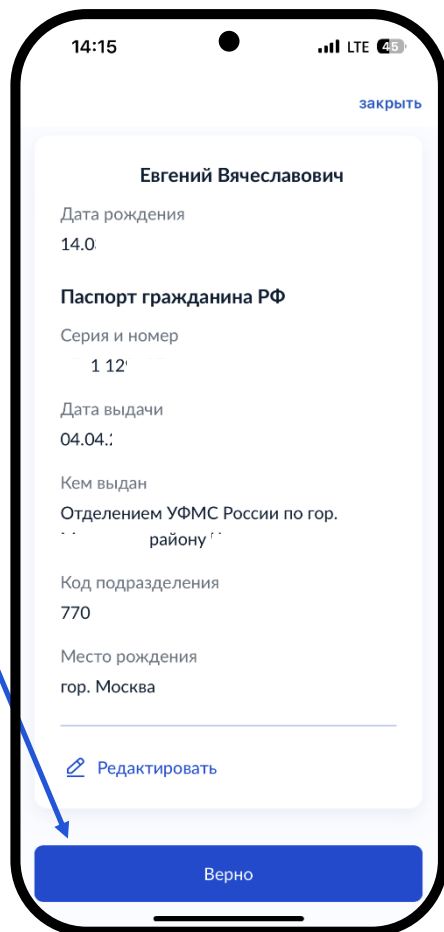 14:15 LTE 45
закрыть
Евгений Вячеславович
Дата рождения
14.0
Паспорт гражданина РФ
Серия и номер
1 12
Дата выдачи
04.04.
Кем выдан
Отделением УФМС России по гор.
району
Код подразделения
770
Место рождения
гор. Москва
Редактировать
Верно